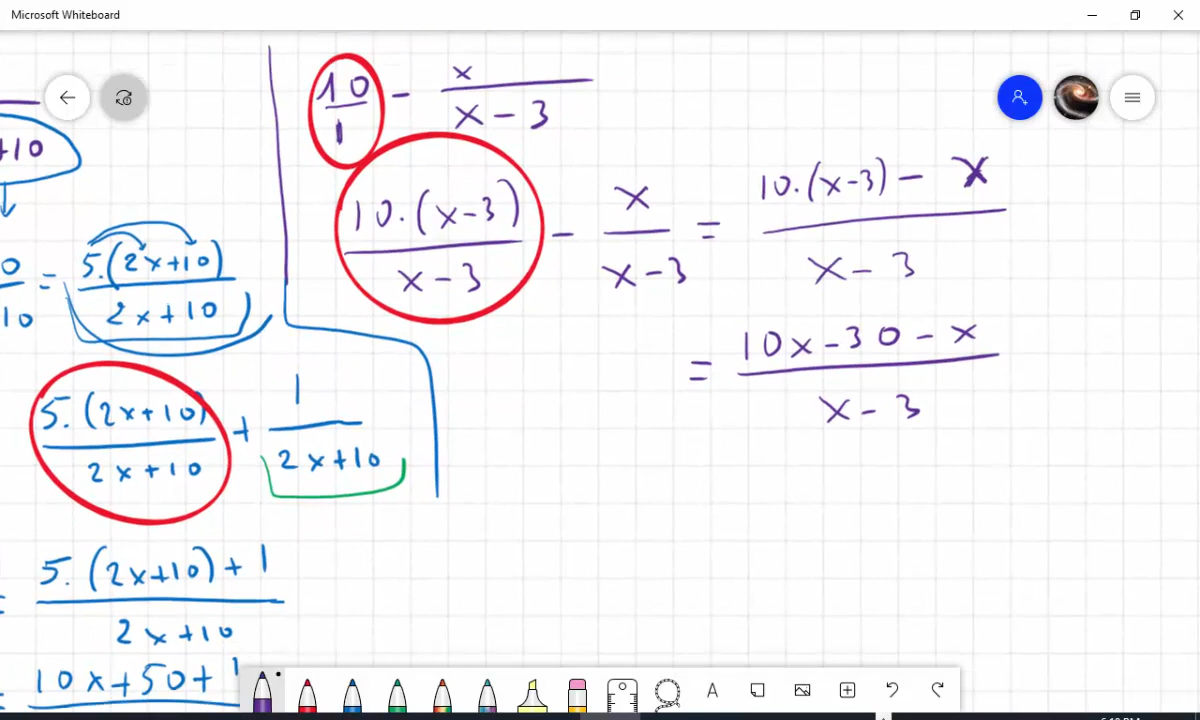 Microsoft Whiteboard
+10
0/10 = 5.(2x+10)/2x+10
5.(2x+10)/2x+10 + 1/2x+10
= 5.(2x+10)+1/2x+10
= 10x+50+1
10/1 - x/x-3
10.(x-3)/x-3 - x/x-3 = 10.(x-3)-x/x-3
= 10x-30-x/x-3
A